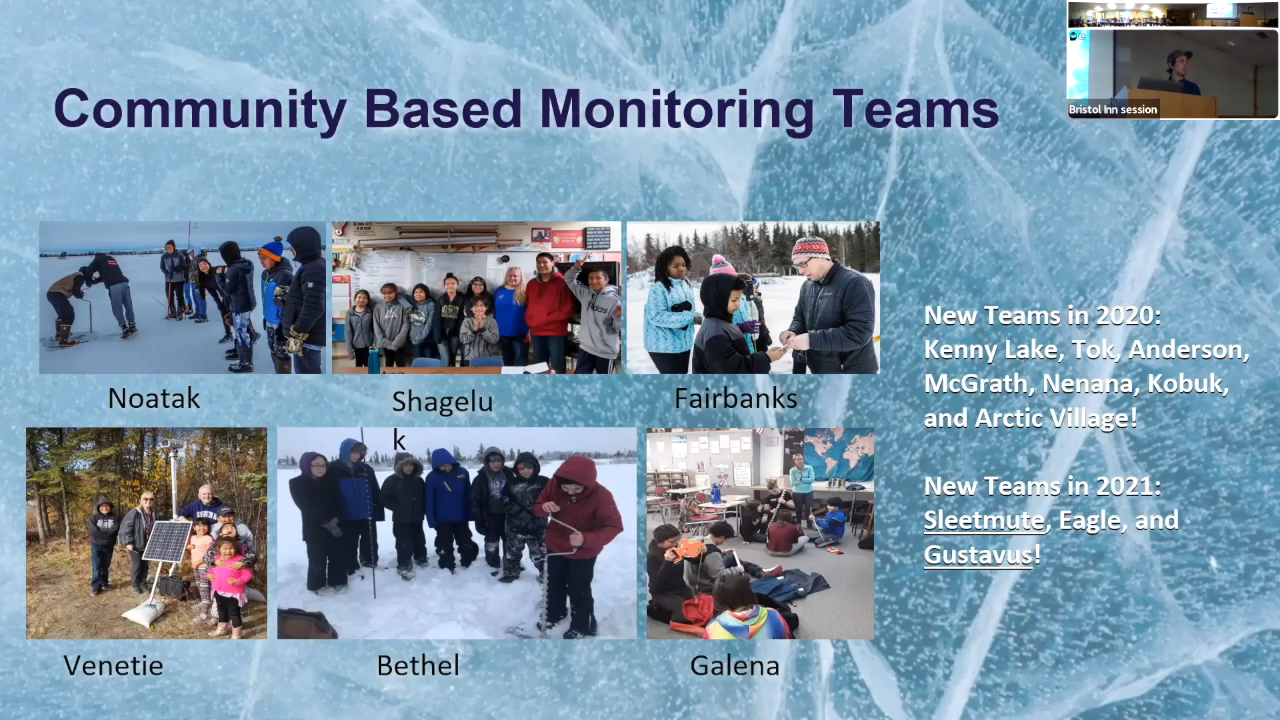 Community Based Monitoring Teams
Bristol Inn session
Noatak
Shagelu
k
Fairbanks
New Teams in 2020:
Kenny Lake, Tok, Anderson,
McGrath, Nenana, Kobuk,
and Arctic Village!
New Teams in 2021:
Sleetmute, Eagle, and
Gustavus!
Venetie
Bethel
Galena